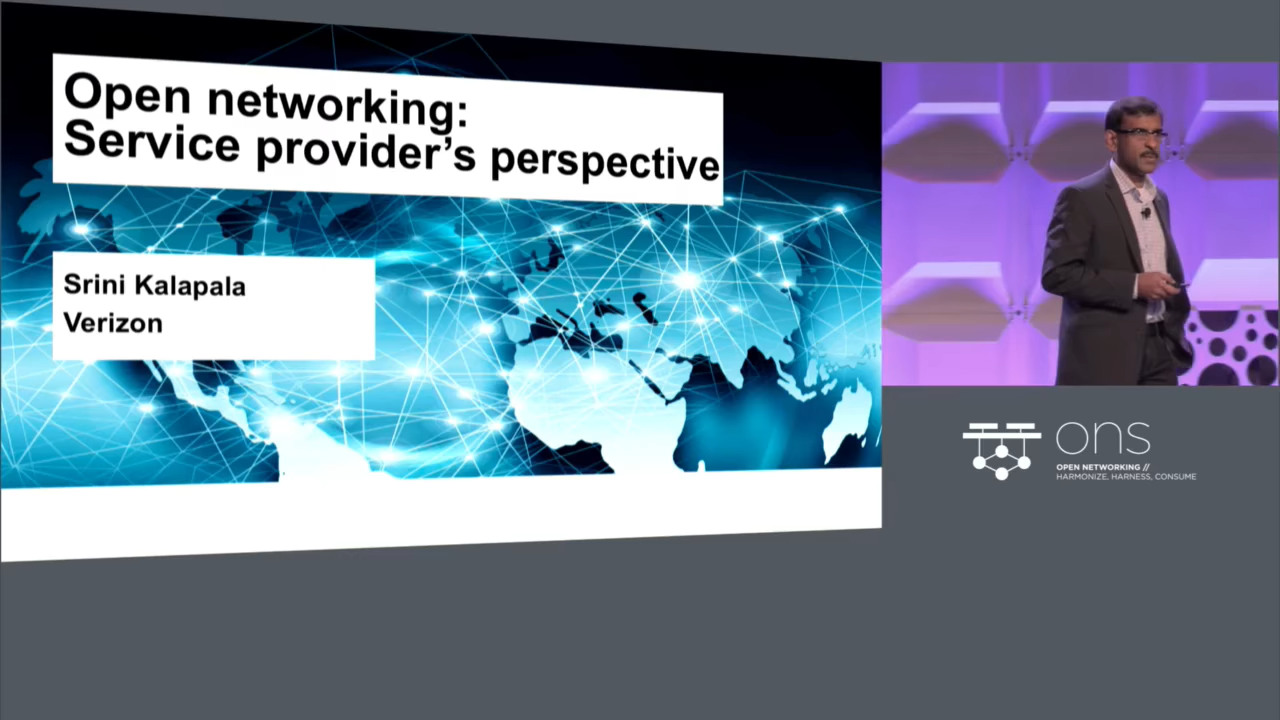 Open networking:
Service provider's perspective
Srini Kalapala
Verizon
ons
OPEN NETWORKING //
HARMONIZE. HARNESS. CONSUME